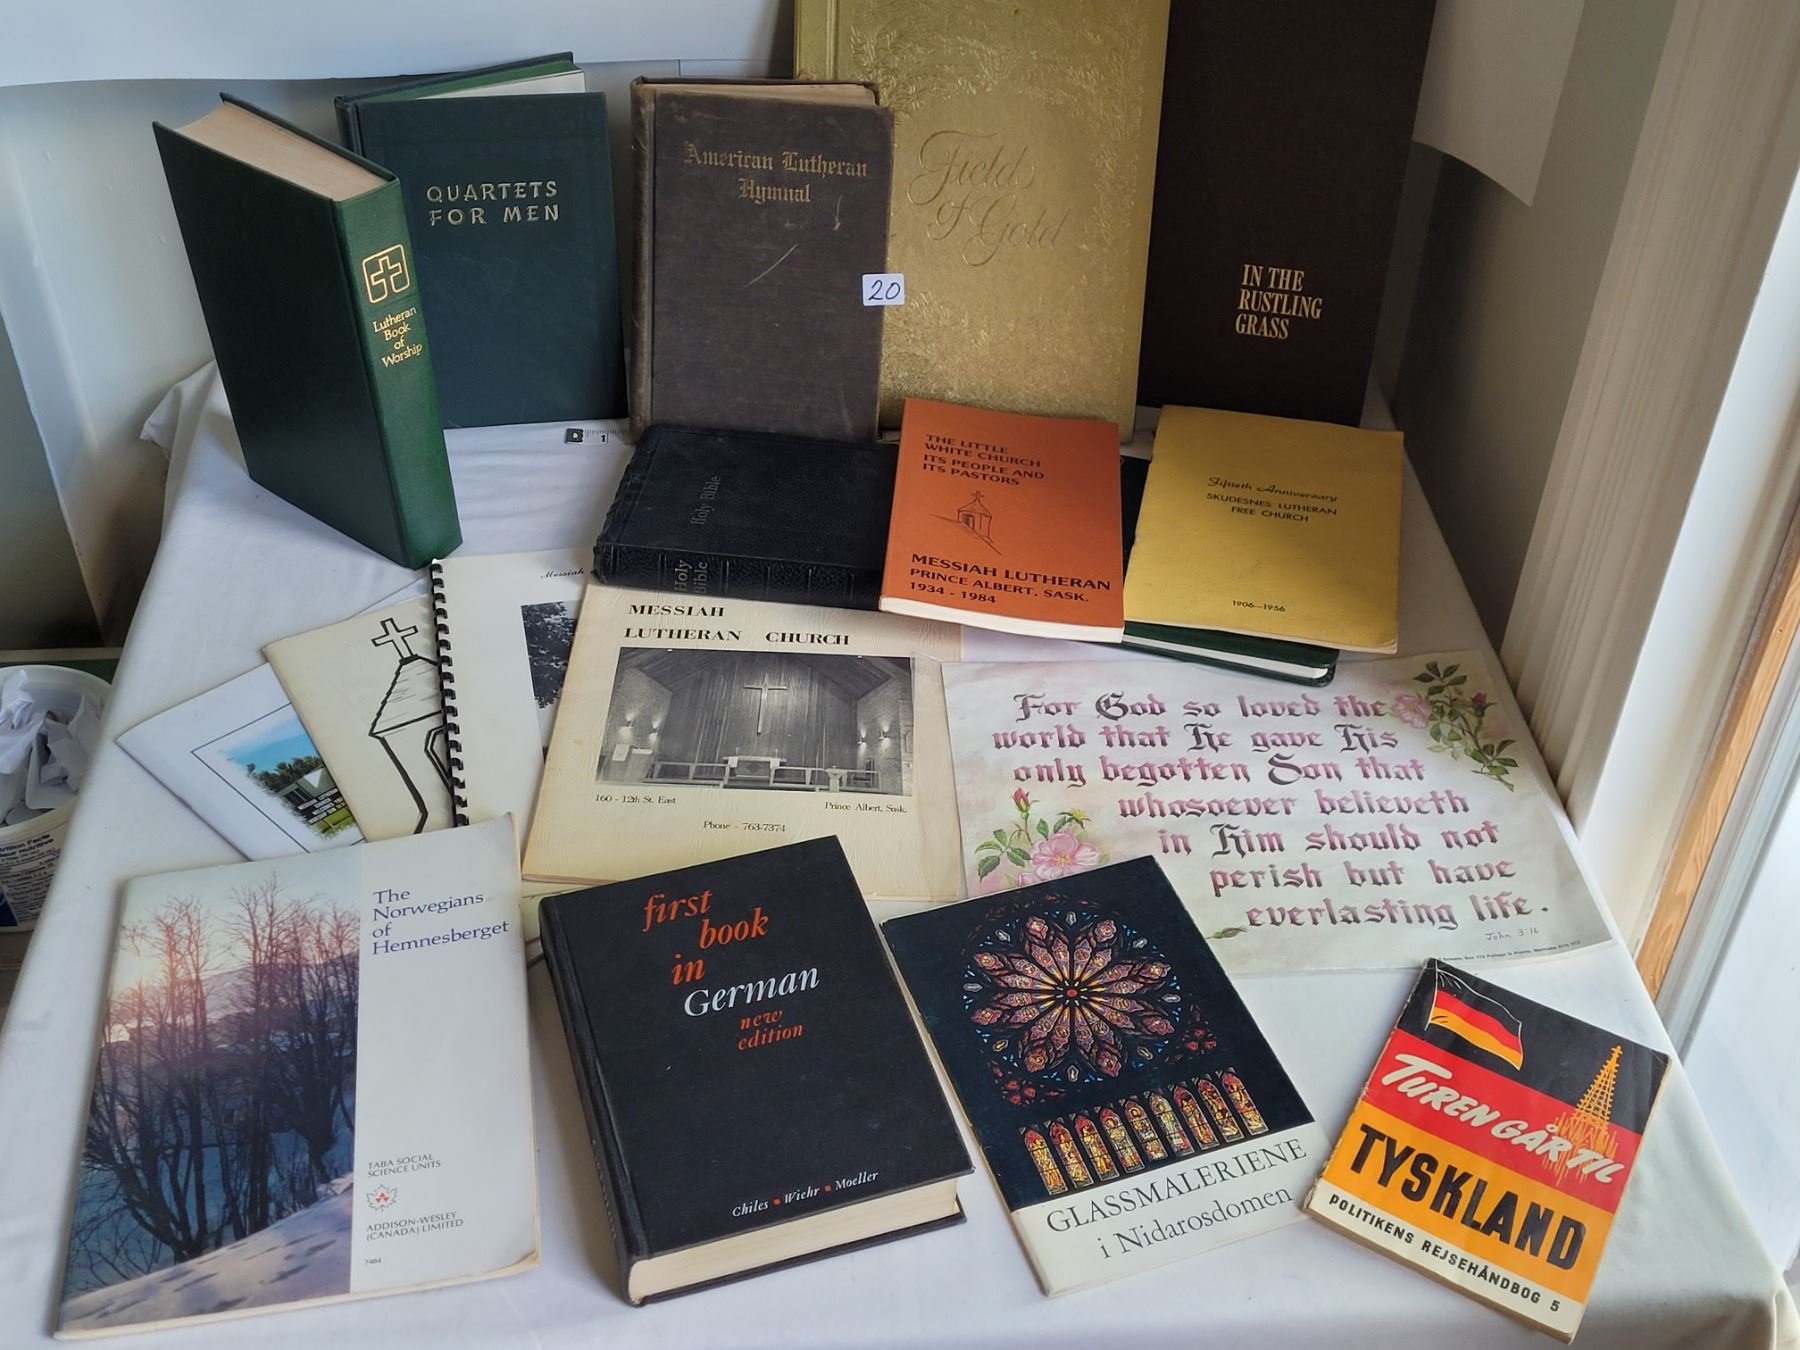 QUARTETS
FOR MEN
American Lutheran
Hymnal
Field
of Gold
IN THE
RUSTLING
GRASS
20
Lutheran
Book
of
Worship
0 1
Holy Bible
Holy
Bible
THE LITTLE
WHITE CHURCH
ITS PEOPLE AND
ITS PASTORS
MESSIAH LUTHERAN
PRINCE ALBERT, SASK.
1934 - 1984
Fiftieth Anniversary
SKUDESNES LUTHERAN
FREE CHURCH
1906-1956
Messiah
MESSIAH
LUTHERAN CHURCH
160 - 12th St. East
Prince Albert, Sask.
Phone - 763-7374
For God so loved the
world that He gave His
only begotten Son that
whosoever believeth
in Him should not
perish but have
everlasting life.
John 3:16
The
Norwegians
of
Hemnesberget
TABA SOCIAL
SCIENCE UNITS
ADDISON-WESLEY
(CANADA) LIMITED
7484
first
book
in
German
new
edition
Chiles • Wiehr • Moeller
GLASSMALERIENE
i Nidarosdomen
TUREN GÅR TIL
TYSKLAND
POLITIKENS REJSEHÅNDBOG 5